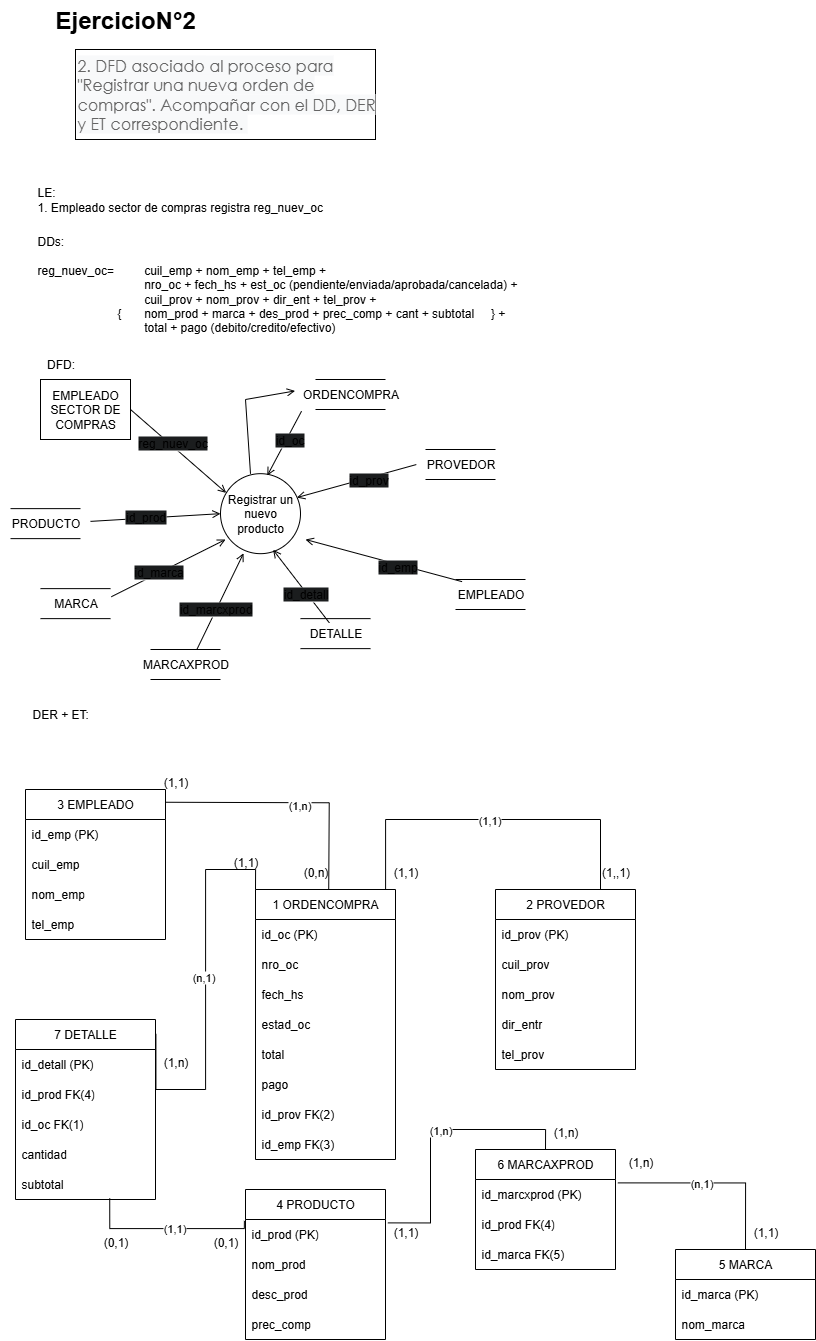 EjercicioN°2
2. DFD asociado al proceso para
"Registrar una nueva orden de
compras". Acompañar con el DD, DER
y ET correspondiente.
LE:
1. Empleado sector de compras registra reg_nuev_oc
DDs:
reg_nuev_oc= cuil_emp + nom_emp + tel_emp +
nro_oc + fech_hs + est_oc (pendiente/enviada/aprobada/cancelada) +
cuil_prov + nom_prov + dir_ent + tel_prov +
{ nom_prod + marca + des_prod + prec_comp + cant + subtotal } +
total + pago (debito/credito/efectivo)
DFD:
EMPLEADO
SECTOR DE
COMPRAS
ORDENCOMPRA
reg_nuev_oc
id_oc
PROVEDOR
id_prov
Registrar un
nuevo
producto
PRODUCTO
id_prod
id_marca
id_emp
MARCA
id_marcxprod
id_detall
EMPLEADO
DETALLE
MARCAXPROD
DER + ET:
(1,1)
3 EMPLEADO
(1,n)
id_emp (PK)
cuil_emp
nom_emp
tel_emp
(1,1)
(1,1)
(0,n)
(1,1)
(1,,1)
1 ORDENCOMPRA
id_oc (PK)
nro_oc
fech_hs
estad_oc
total
pago
id_prov FK(2)
id_emp FK(3)
2 PROVEDOR
id_prov (PK)
cuil_prov
nom_prov
dir_entr
tel_prov
(n,1)
7 DETALLE
(1,n)
id_detall (PK)
id_prod FK(4)
id_oc FK(1)
cantidad
subtotal
(0,1)
(1,1)
(0,1)
4 PRODUCTO
id_prod (PK)
nom_prod
desc_prod
prec_comp
(1,1)
(1,n)
(1,n)
6 MARCAXPROD
id_marcxprod (PK)
id_prod FK(4)
id_marca FK(5)
(1,n)
(n,1)
(1,1)
5 MARCA
id_marca (PK)
nom_marca